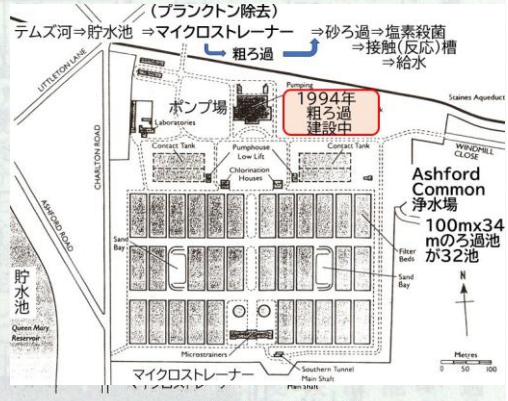 (プランクトン除去)
テムズ河⇒貯水池 ⇒マイクロストレーナー ⇒砂ろ過⇒塩素殺菌
粗ろ過
⇒接触(反応)槽
⇒給水
LITTLETON LANE
ポンプ場
Pumping
1994年
粗ろ過
建設中
Staines Aqueduct
Laboratories
CHARLTON ROAD
Contact Tank
Pumphouse
Low Lift
Contact Tank
WINDMILL
CLOSE
Chlorination
Houses
Ashford
Common
浄水場
ASHFORD ROAD
100mx34
mのろ過池
が32池
Sand
Bay
Filter
Beds
Sand
Bay
N
貯水池
Queen Mary
Reservoir
Microstrainers
Metres
0 50 100
マイクロストレーナー
Southern Tunnel
Main Shaft